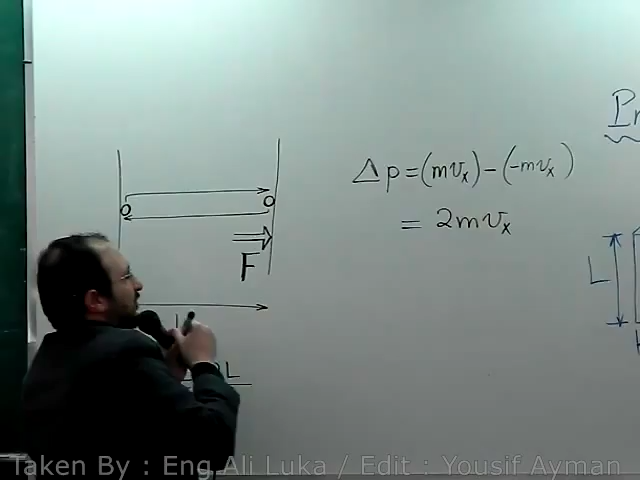 Δp=(mvₓ)-(-mvₓ)
= 2mvₓ
L
F
L
Taken By : Eng.Ali Luka / Edit : Yousif Ayman